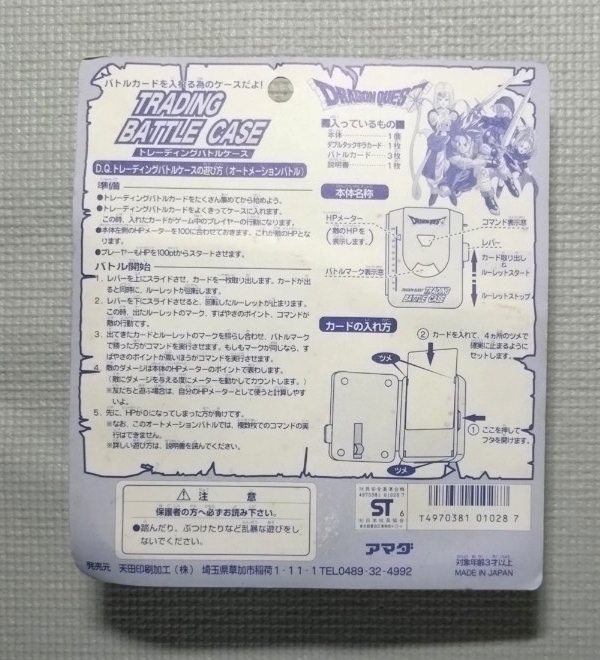 バトルカードを入れる為のケースだよ!
TRADING
BATTLE CASE
トレーディングバトルケース
D.Q.トレーディングバトルケースの遊び方(オートメーションバトル)
準備
●トレーディングバトルカードをたくさん集めてから始めよう。
●トレーディングバトルカードをよくきってケースに入れます。
この時、入れたカードがゲーム中のプレイヤーの行動になります。
●本体左側のHPメーターを100に合わせておきます。これが敵のHPとな
ります。
●プレーヤーもHPを100ptからスタートさせます。
バトル開始
1. レバーを上にスライドさせ、カードを一枚取り出します。カードが出
ると同時に、ルーレットが回転します。
2. レバーを下にスライドさせると、回転したルーレットが止まります。
この時、出たルーレットのマーク、すばやさのポイント、コマンドが
敵の行動です。
3. 出てきたカードとルーレットのマークを照らし合わせ、バトルマーク
で勝った方がコマンドを実行させます。もしもマークが同じなら、す
ばやさのポイントが高いほうがコマンドを実行させます。
4. 敵のダメージは本体のHPメーターのポイントで表わします。
(敵にダメージを与える度にメーターを動かしてカウントします。)
※友だちと遊ぶ場合は、自分のHPメーターとして使うと計算しやす
いよ。
5. 先に、HPが0になってしまった方が負けです。
※なお、このオートメーションバトルでは、複数枚でのコマンドの実
行はできません。
※詳しい遊び方は、説明書を読んでください。
DRAGON QUEST
■入っているもの■
本体 1個
ダブルタックキラカード 1枚
バトルカード 3枚
説明書 1枚
本体名称
HPメーター
(敵のHPを
表示します。)
バトルマーク表示窓
コマンド表示窓
レバー
カード取り出し
ルーレットスタート
ルーレットストップ
DRAGON QUEST
TRADING
BATTLE CASE
カードの入れ方
② カードを入れて、4ヵ所のツメで
確実に止まるように
セットします。
ツメ
ツメ
① ここを押して
フタを開けます。
⚠ 注 意
保護者の方へ必ずお読み下さい。
●踏んだり、ぶつけたりなど乱暴な遊びをし
ないでください。
4970381 01028 7
ST 6
T4970381 01028 7
アマダ
対象年齢3才以上
MADE IN JAPAN
発売元 天田印刷加工(株) 埼玉県草加市稲荷1-11-1 TEL0489-32-4992